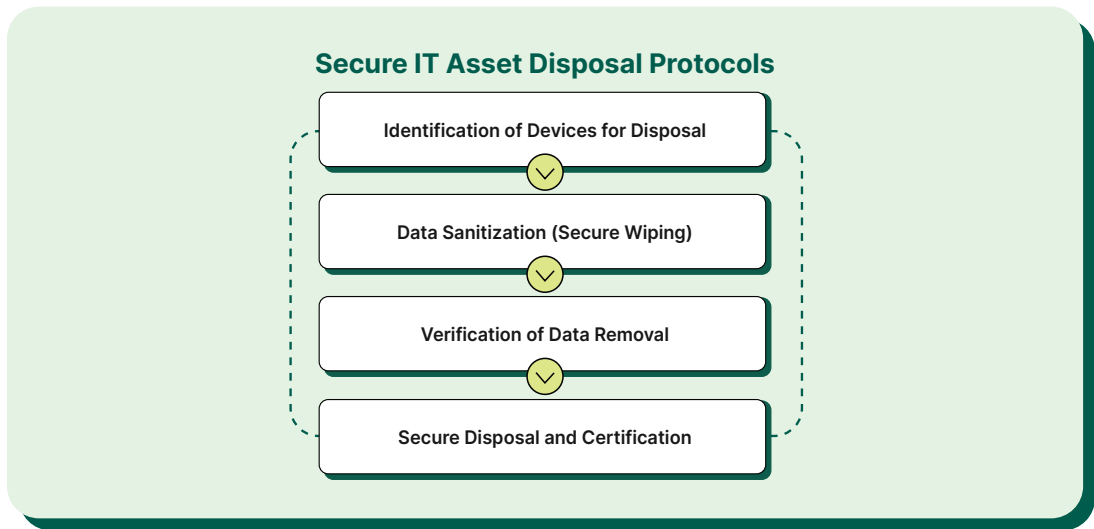 Secure IT Asset Disposal Protocols
Identification of Devices for Disposal
Data Sanitization (Secure Wiping)
Verification of Data Removal
Secure Disposal and Certification